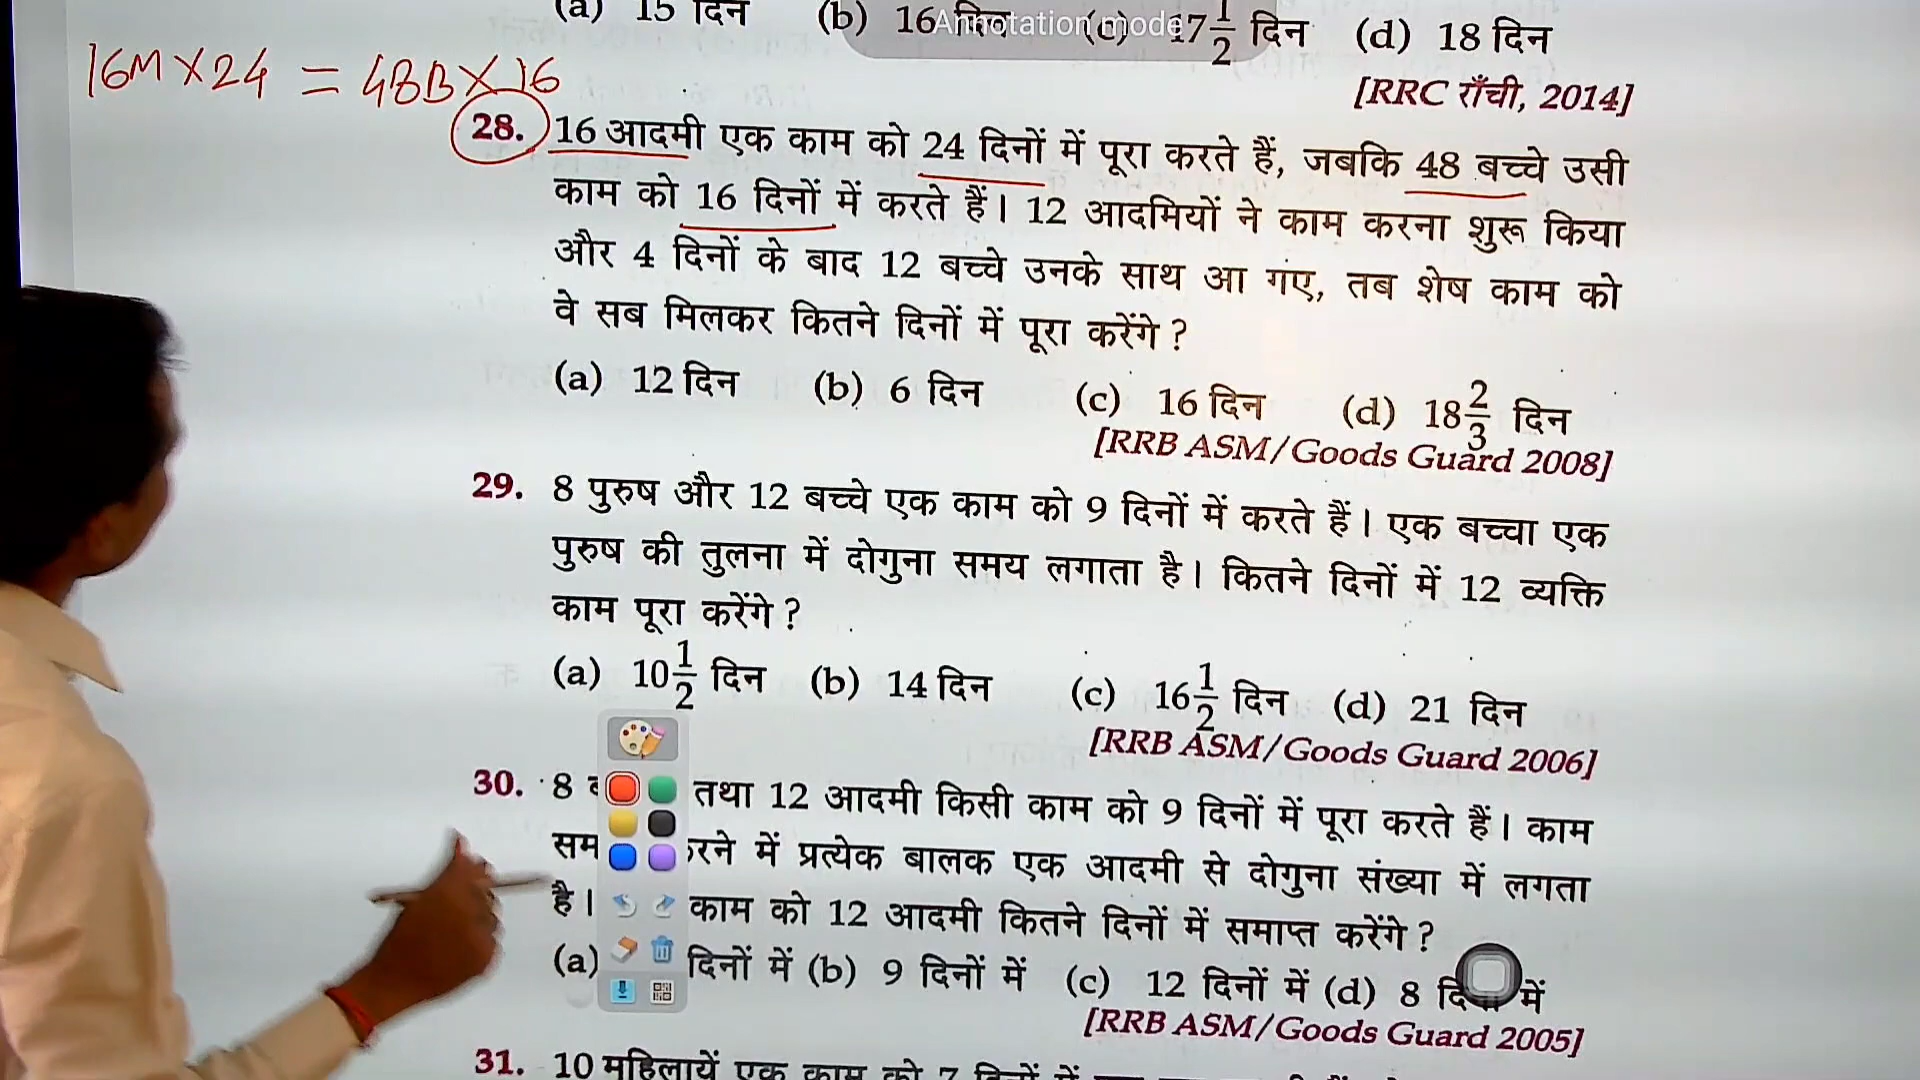 (a) 15 दिन (b) 16 दिन (c) 17 1/2 दिन (d) 18 दिन
Annotation mode
[RRC राँची, 2014]
16M × 24 = 48B × 16
28. 16 आदमी एक काम को 24 दिनों में पूरा करते हैं, जबकि 48 बच्चे उसी
काम को 16 दिनों में करते हैं। 12 आदमियों ने काम करना शुरू किया
और 4 दिनों के बाद 12 बच्चे उनके साथ आ गए, तब शेष काम को
वे सब मिलकर कितने दिनों में पूरा करेंगे ?
(a) 12 दिन (b) 6 दिन (c) 16 दिन (d) 18 2/3 दिन
[RRB ASM/Goods Guard 2008]
29. 8 पुरुष और 12 बच्चे एक काम को 9 दिनों में करते हैं। एक बच्चा एक
पुरुष की तुलना में दोगुना समय लगाता है। कितने दिनों में 12 व्यक्ति
काम पूरा करेंगे ?
(a) 10 1/2 दिन (b) 14 दिन (c) 16 1/2 दिन (d) 21 दिन
[RRB ASM/Goods Guard 2006]
30. 8 तथा 12 आदमी किसी काम को 9 दिनों में पूरा करते हैं। काम
में प्रत्येक बालक एक आदमी से दोगुना संख्या में लगता
है। काम को 12 आदमी कितने दिनों में समाप्त करेंगे ?
(a) दिनों में (b) 9 दिनों में (c) 12 दिनों में (d) 8 में
[RRB ASM/Goods Guard 2005]
31. 10 महिलायें एक काम को 7 दिनों में